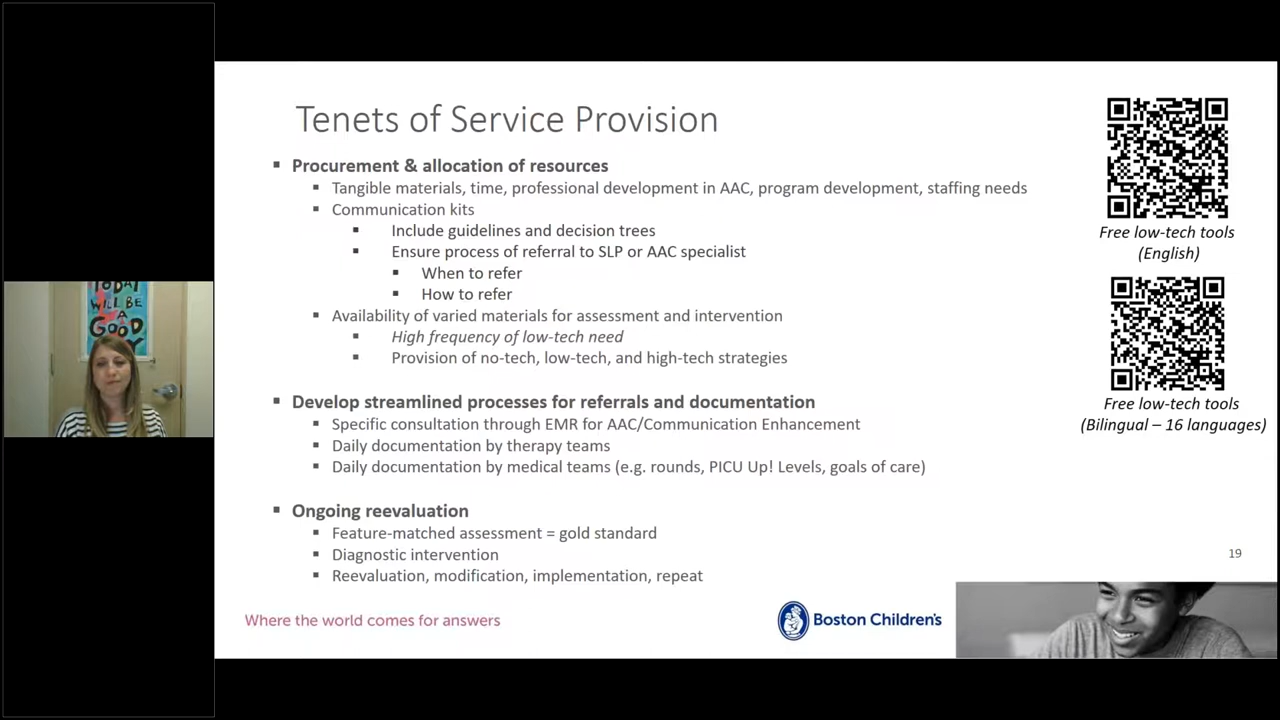 TODAY
WILL BE
A
GOOD
Tenets of Service Provision
Procurement & allocation of resources
Tangible materials, time, professional development in AAC, program development, staffing needs
Communication kits
Include guidelines and decision trees
Ensure process of referral to SLP or AAC specialist
When to refer
How to refer
Availability of varied materials for assessment and intervention
High frequency of low-tech need
Provision of no-tech, low-tech, and high-tech strategies
Develop streamlined processes for referrals and documentation
Specific consultation through EMR for AAC/Communication Enhancement
Daily documentation by therapy teams
Daily documentation by medical teams (e.g. rounds, PICU Up! Levels, goals of care)
Ongoing reevaluation
Feature-matched assessment = gold standard
Diagnostic intervention
Reevaluation, modification, implementation, repeat
Free low-tech tools
(English)
Free low-tech tools
(Bilingual – 16 languages)
19
Where the world comes for answers
Boston Children's